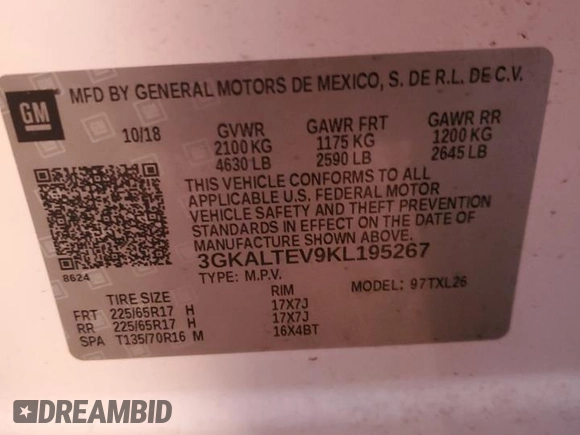 GM
MFD BY GENERAL MOTORS DE MEXICO, S. DE R.L. DE C.V.
10/18 GVWR GAWR FRT GAWR RR
2100 KG 1175 KG 1200 KG
4630 LB 2590 LB 2645 LB
THIS VEHICLE CONFORMS TO ALL
APPLICABLE U.S. FEDERAL MOTOR
VEHICLE SAFETY AND THEFT PREVENTION
STANDARDS IN EFFECT ON THE DATE OF
MANUFACTURE SHOWN ABOVE.
8624 3GKALTEV9KL195267
TYPE: M.P.V. MODEL: 97TXL26
TIRE SIZE RIM
FRT 225/65R17 H 17X7J
RR 225/65R17 H 17X7J
SPA T135/70R16 M 16X4BT
DREAMBID